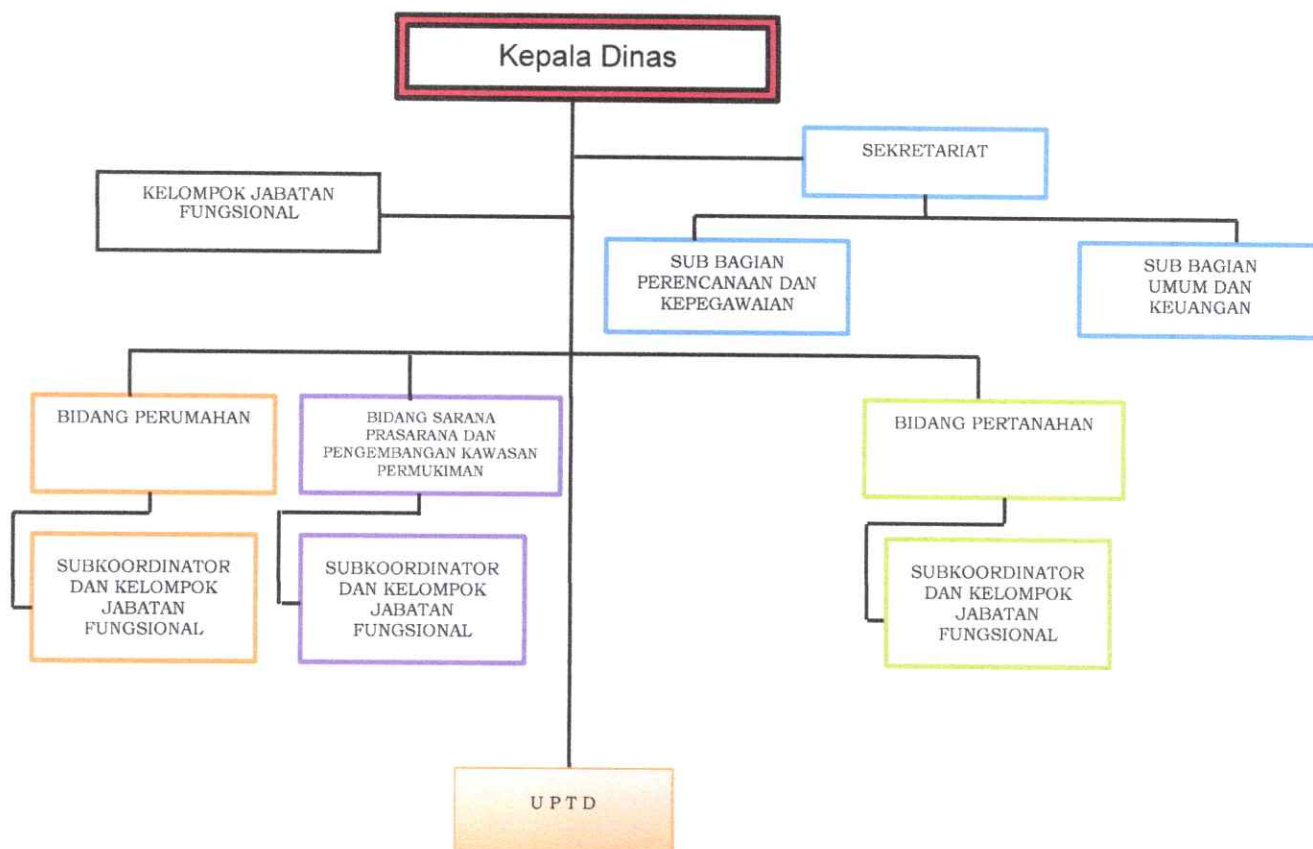 Kepala Dinas
SEKRETARIAT
KELOMPOK JABATAN
FUNGSIONAL
SUB BAGIAN
PERENCANAAN DAN
KEPEGAWAIAN
SUB BAGIAN
UMUM DAN
KEUANGAN
BIDANG PERUMAHAN
BIDANG SARANA
PRASARANA DAN
PENGEMBANGAN KAWASAN
PERMUKIMAN
BIDANG PERTANAHAN
SUBKOORDINATOR
DAN KELOMPOK
JABATAN
FUNGSIONAL
SUBKOORDINATOR
DAN KELOMPOK
JABATAN
FUNGSIONAL
SUBKOORDINATOR
DAN KELOMPOK
JABATAN
FUNGSIONAL
U P T D